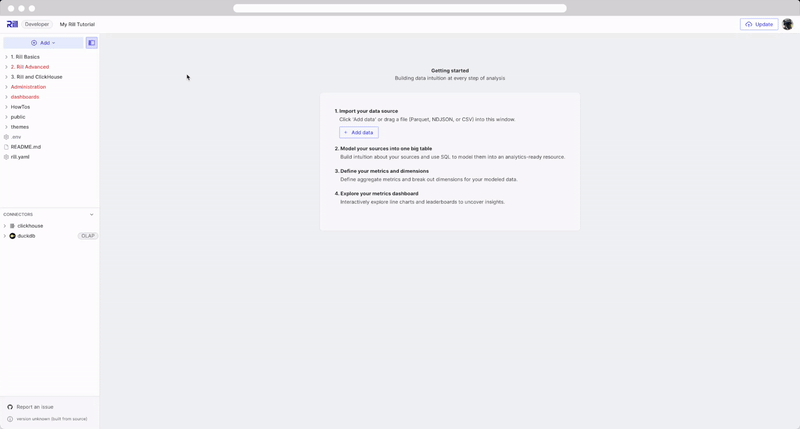 Rill Developer My Rill Tutorial Update
Add
1. Rill Basics
2. Rill Advanced
3. Rill and ClickHouse
Administration
dashboards
HowTos
public
themes
.env
README.md
rill.yaml
CONNECTORS
clickhouse
duckdb OLAP
Report an issue
version unknown (built from source)
Getting started
Building data intuition at every step of analysis
1. Import your data source
Click 'Add data' or drag a file (Parquet, NDJSON, or CSV) into this window.
+ Add data
2. Model your sources into one big table
Build intuition about your sources and use SQL to model them into an analytics-ready resource.
3. Define your metrics and dimensions
Define aggregate metrics and break out dimensions for your modeled data.
4. Explore your metrics dashboard
Interactively explore line charts and leaderboards to uncover insights.